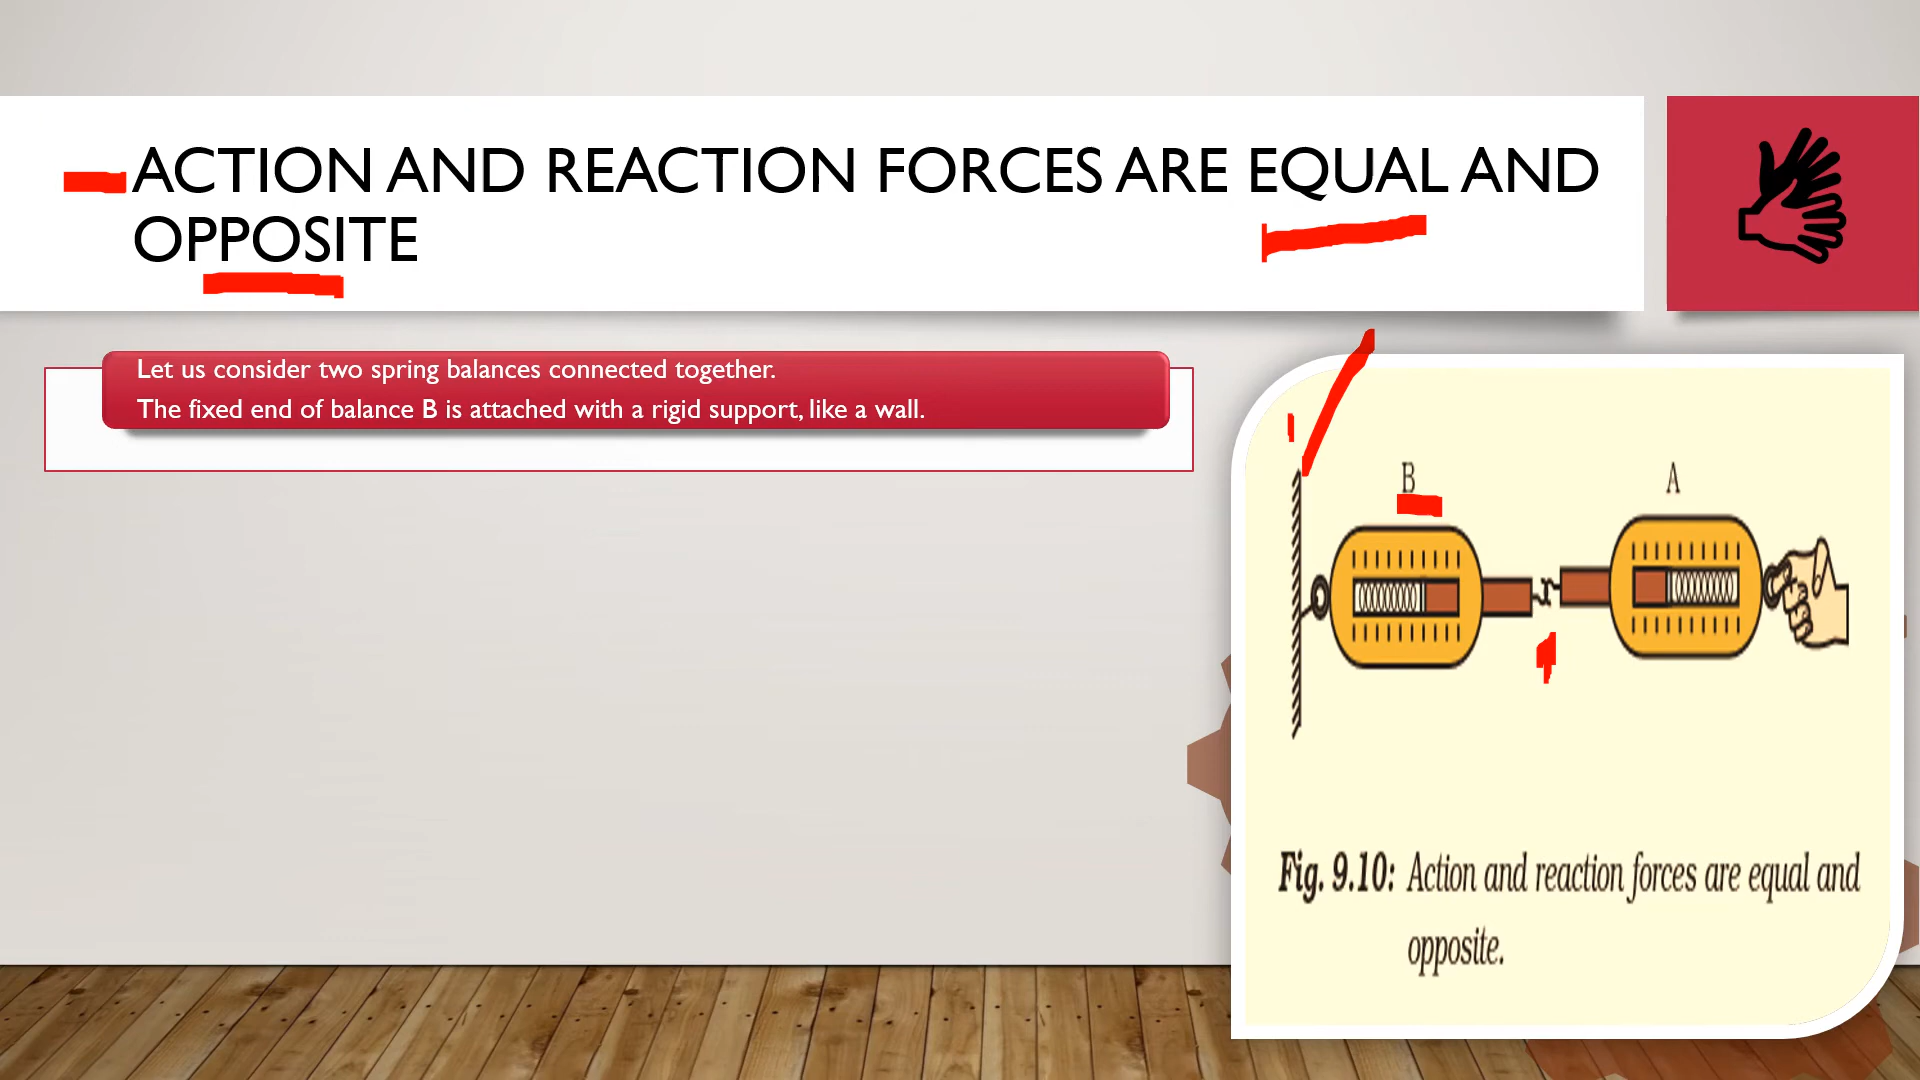 ACTION AND REACTION FORCES ARE EQUAL AND
OPPOSITE
Let us consider two spring balances connected together.
The fixed end of balance B is attached with a rigid support, like a wall.
B
A
Fig. 9.10: Action and reaction forces are equal and
opposite.